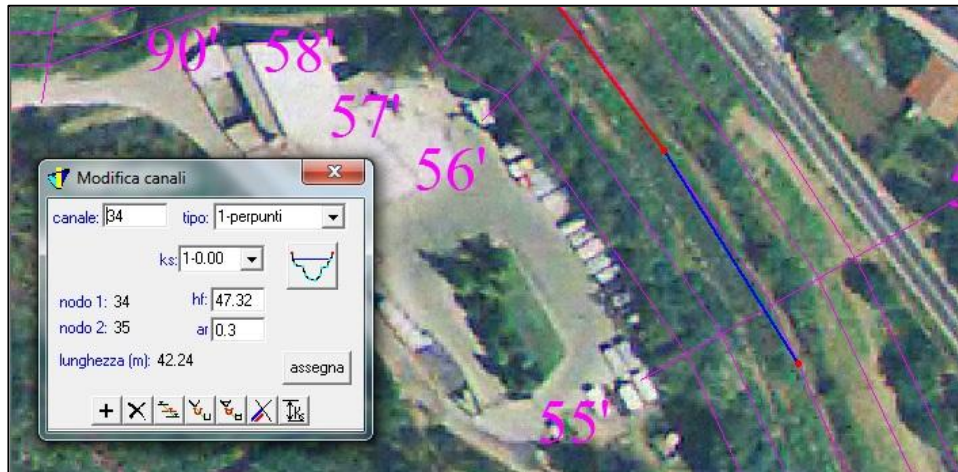 90' 58'
57'
56'
Modifica canali
canale: 34 tipo: 1-perpunti
ks: 1-0.00
nodo 1: 34 hf: 47.32
nodo 2: 35 ar 0.3
lunghezza (m): 42.24
assegna
Ks
55'